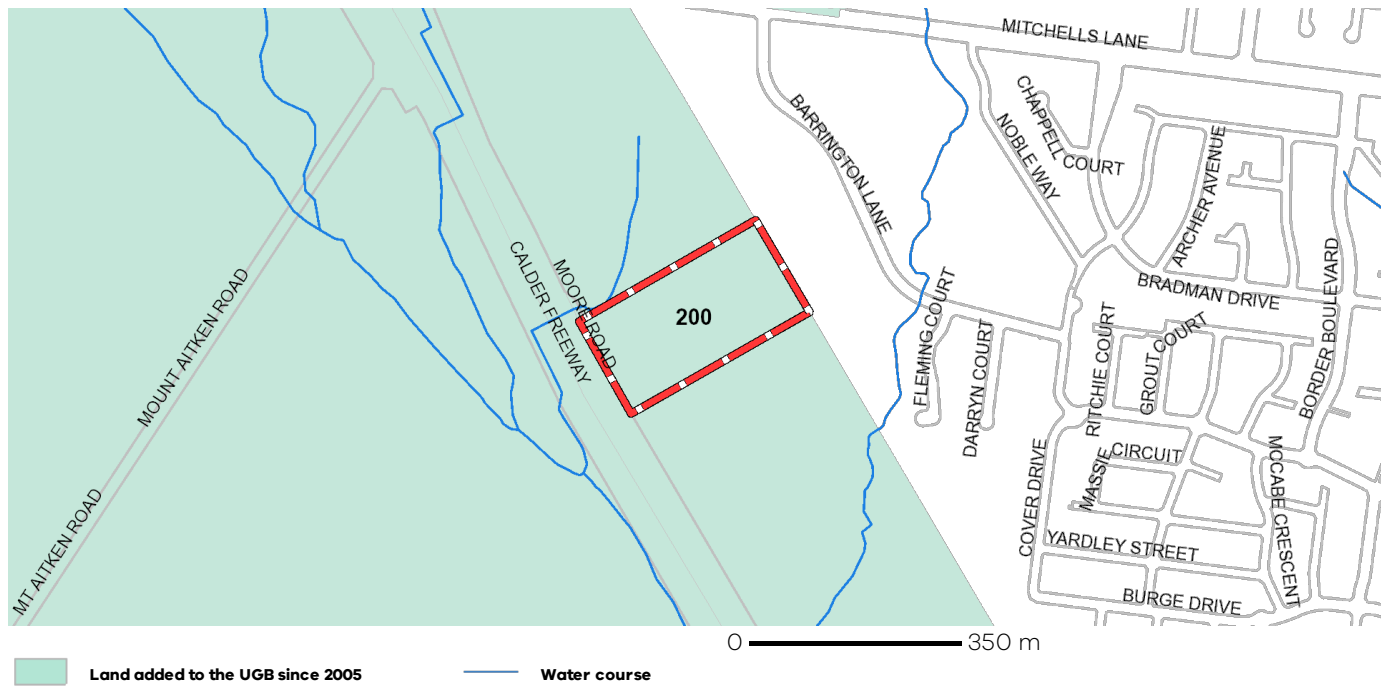 MITCHELLS LANE
CHAPPELL COURT
BARRINGTON LANE
NOBLE WAY
ARCHER AVENUE
CALDER FREEWAY
MOORE ROAD
MOUNT AITKEN ROAD
200
FLEMING COURT
BRADMAN DRIVE
BORDER BOULEVARD
DARRYN COURT
RITCHIE COURT
GROUT COURT
MASSIE CIRCUIT
MCCABE CRESCENT
COVER DRIVE
MT AITKEN ROAD
YARDLEY STREET
BURGE DRIVE
0 350 m
Land added to the UGB since 2005
Water course